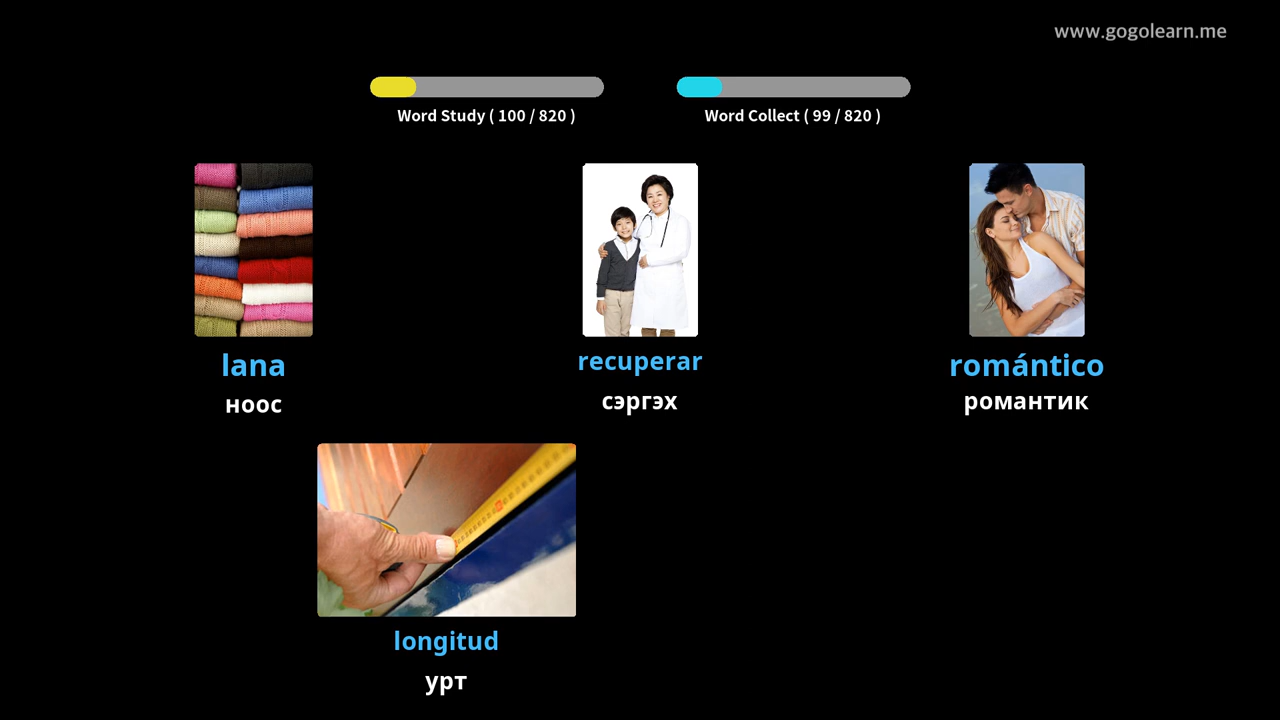 www.gogolearn.me
Word Study ( 100 / 820 )
Word Collect ( 99 / 820 )
lana
ноос
recuperar
сэргэх
romántico
романтик
longitud
урт